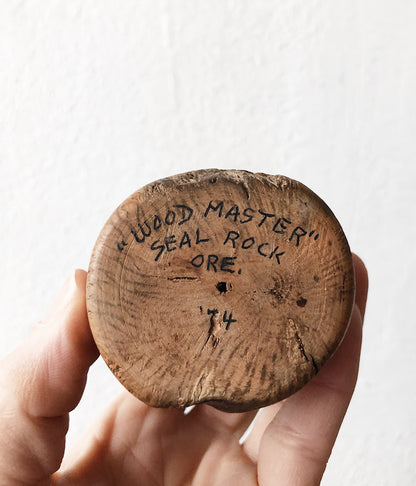 "WOOD MASTER"
SEAL ROCK
ORE.
'74